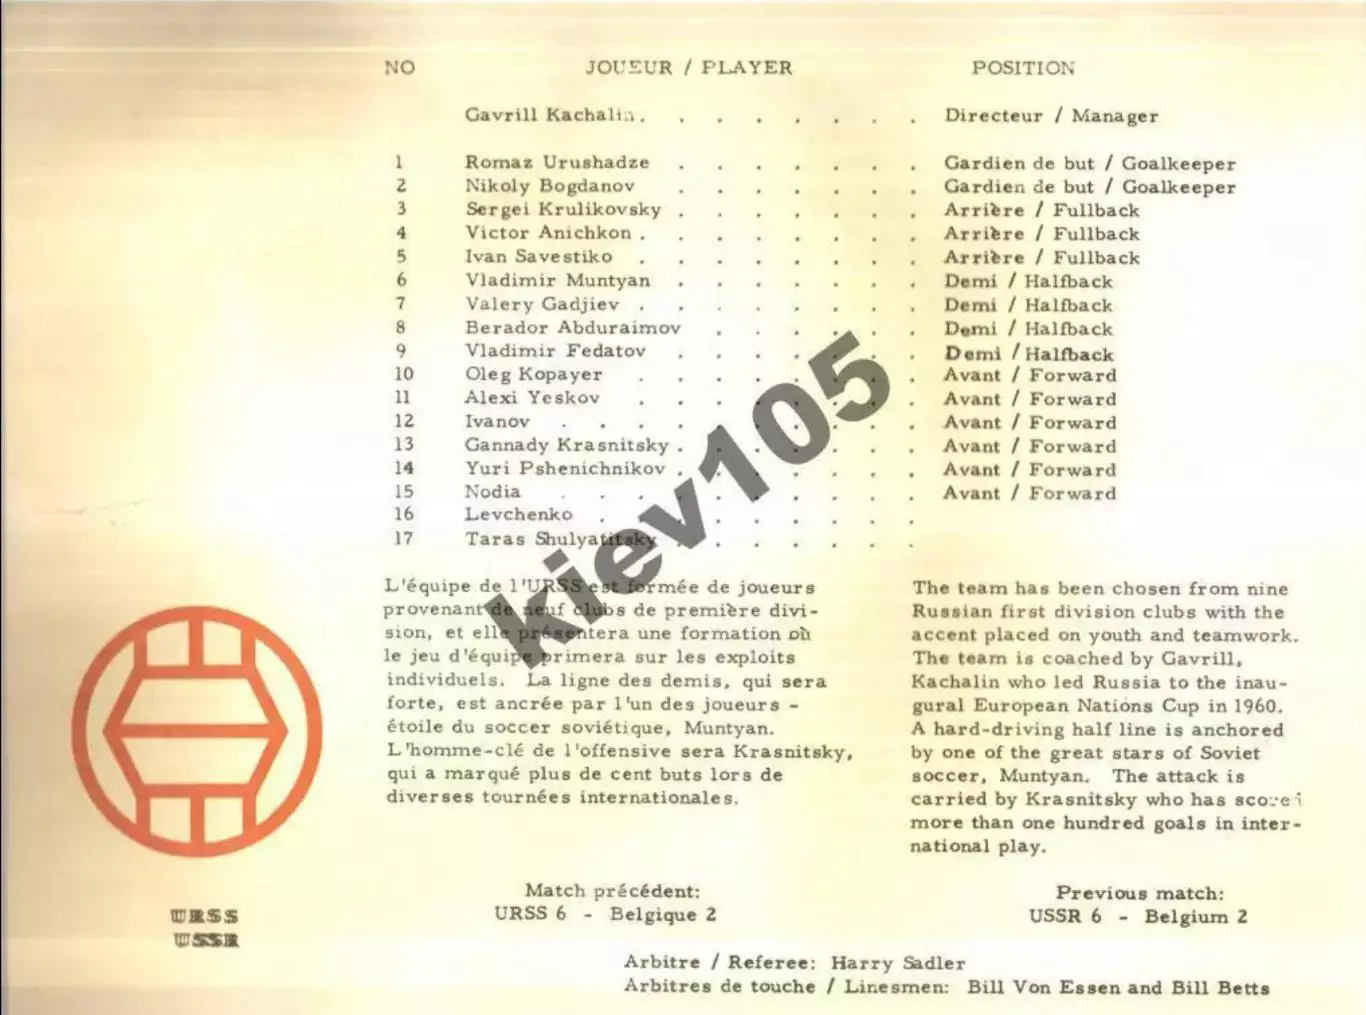 NO JOUEUR / PLAYER POSITION
Gavrill Kachalin . . . . . . . . Directeur / Manager
1 Romaz Urushadze . . . . . . . Gardien de but / Goalkeeper
2 Nikoly Bogdanov . . . . . . . Gardien de but / Goalkeeper
3 Sergei Krulikovsky . . . . . . . Arrière / Fullback
4 Victor Anichkon . . . . . . . . Arrière / Fullback
5 Ivan Savestiko . . . . . . . . Arrière / Fullback
6 Vladimir Muntyan . . . . . . . Demi / Halfback
7 Valery Gadjiev . . . . . . . . Demi / Halfback
8 Berador Abduraimov . . . . . . Demi / Halfback
9 Vladimir Fedatov . . . . . . . Demi / Halfback
10 Oleg Kopayer . . . . . . . . Avant / Forward
11 Alexi Yeskov . . . . . . . . Avant / Forward
12 Ivanov . . . . . . . . . . Avant / Forward
13 Gannady Krasnitsky . . . . . . . Avant / Forward
14 Yuri Pshenichnikov . . . . . . . Avant / Forward
15 Nodia . . . . . . . . . . Avant / Forward
16 Levchenko . . . . . . . . .
17 Taras Shulyatitsky . . . . . . .
kiev105
L'équipe de l'URSS est formée de joueurs
provenant de neuf clubs de première divi-
sion, et elle présentera une formation où
le jeu d'équipe primera sur les exploits
individuels. La ligne des demis, qui sera
forte, est ancrée par l'un des joueurs -
étoile du soccer soviétique, Muntyan.
L'homme-clé de l'offensive sera Krasnitsky,
qui a marqué plus de cent buts lors de
diverses tournées internationales.
The team has been chosen from nine
Russian first division clubs with the
accent placed on youth and teamwork.
The team is coached by Gavrill,
Kachalin who led Russia to the inau-
gural European Nations Cup in 1960.
A hard-driving half line is anchored
by one of the great stars of Soviet
soccer, Muntyan. The attack is
carried by Krasnitsky who has scored
more than one hundred goals in inter-
national play.
URSS
USSR
Match précédent:
URSS 6 - Belgique 2
Previous match:
USSR 6 - Belgium 2
Arbitre / Referee: Harry Sadler
Arbitres de touche / Linesmen: Bill Von Essen and Bill Betts